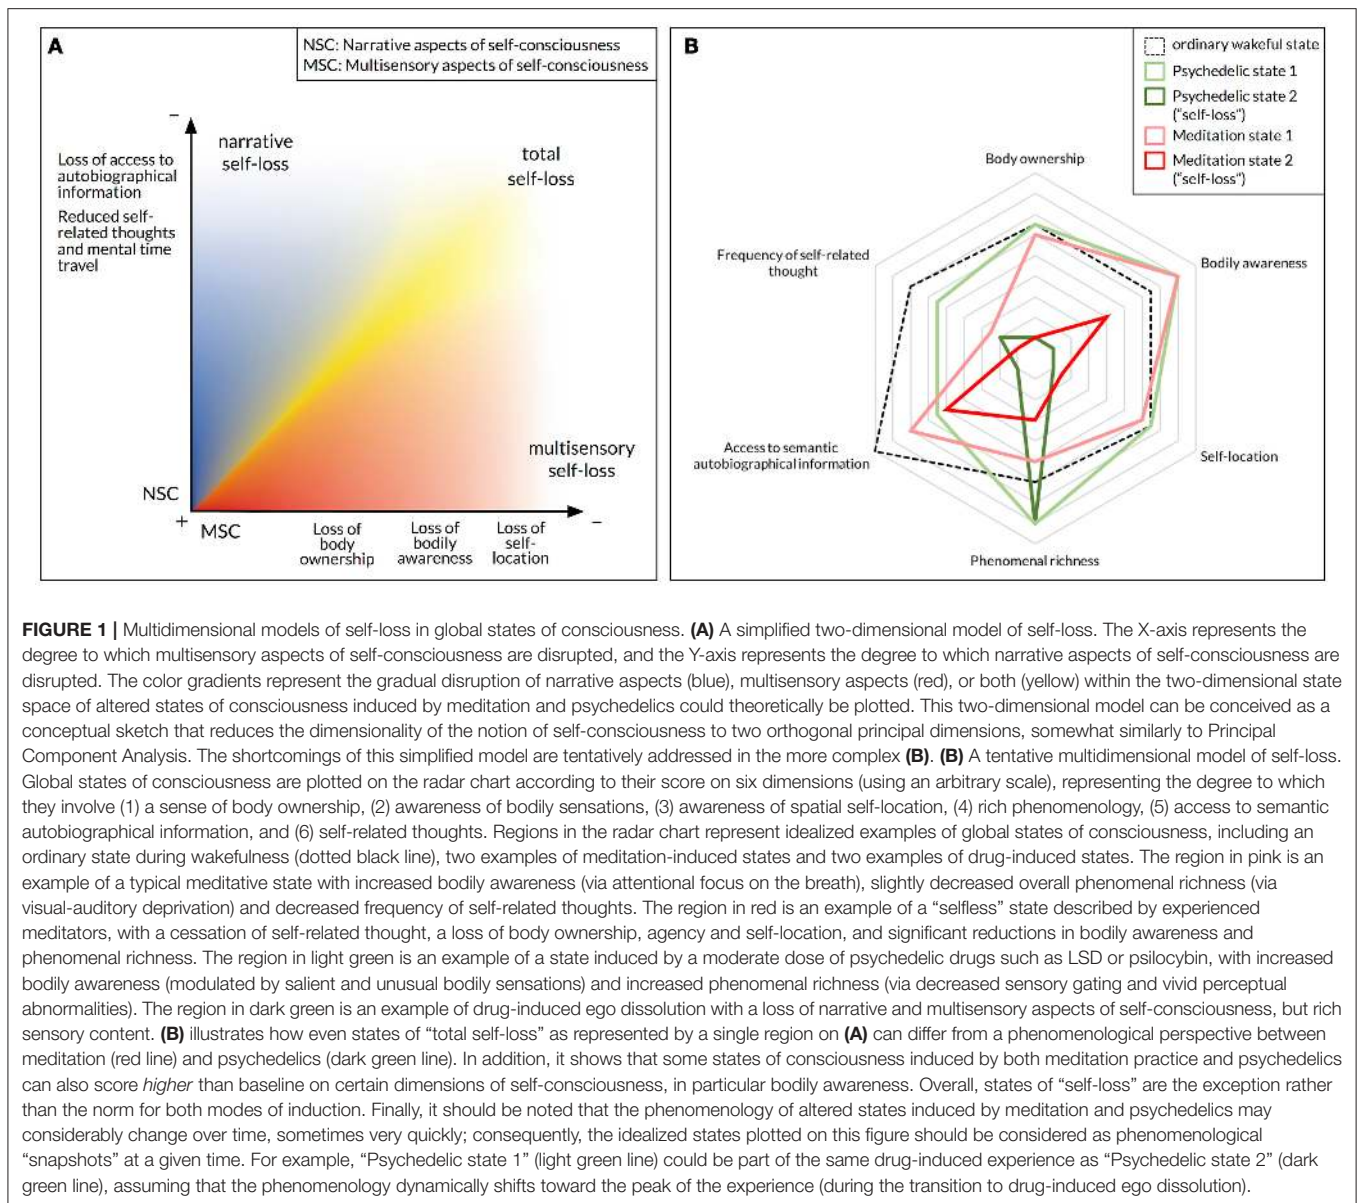 A
NSC: Narrative aspects of self-consciousness
MSC: Multisensory aspects of self-consciousness
–
narrative
self-loss
total
self-loss
Loss of access to
autobiographical
information
Reduced self-
related thoughts
and mental time
travel
multisensory
self-loss
NSC
+
MSC
Loss of
body
ownership
Loss of
bodily
awareness
Loss of
self-
location
–
B
ordinary wakeful state
Psychedelic state 1
Psychedelic state 2
("self-loss")
Meditation state 1
Meditation state 2
("self-loss")
Body ownership
Frequency of self-related
thought
Bodily awareness
Access to semantic
autobiographical information
Self-location
Phenomenal richness
FIGURE 1 | Multidimensional models of self-loss in global states of consciousness. (A) A simplified two-dimensional model of self-loss. The X-axis represents the
degree to which multisensory aspects of self-consciousness are disrupted, and the Y-axis represents the degree to which narrative aspects of self-consciousness are
disrupted. The color gradients represent the gradual disruption of narrative aspects (blue), multisensory aspects (red), or both (yellow) within the two-dimensional state
space of altered states of consciousness induced by meditation and psychedelics could theoretically be plotted. This two-dimensional model can be conceived as a
conceptual sketch that reduces the dimensionality of the notion of self-consciousness to two orthogonal principal dimensions, somewhat similarly to Principal
Component Analysis. The shortcomings of this simplified model are tentatively addressed in the more complex (B). (B) A tentative multidimensional model of self-loss.
Global states of consciousness are plotted on the radar chart according to their score on six dimensions (using an arbitrary scale), representing the degree to which
they involve (1) a sense of body ownership, (2) awareness of bodily sensations, (3) awareness of spatial self-location, (4) rich phenomenology, (5) access to semantic
autobiographical information, and (6) self-related thoughts. Regions in the radar chart represent idealized examples of global states of consciousness, including an
ordinary state during wakefulness (dotted black line), two examples of meditation-induced states and two examples of drug-induced states. The region in pink is an
example of a typical meditative state with increased bodily awareness (via attentional focus on the breath), slightly decreased overall phenomenal richness (via
visual-auditory deprivation) and decreased frequency of self-related thoughts. The region in red is an example of a “selfless” state described by experienced
meditators, with a cessation of self-related thought, a loss of body ownership, agency and self-location, and significant reductions in bodily awareness and
phenomenal richness. The region in light green is an example of a state induced by a moderate dose of psychedelic drugs such as LSD or psilocybin, with increased
bodily awareness (modulated by salient and unusual bodily sensations) and increased phenomenal richness (via decreased sensory gating and vivid perceptual
abnormalities). The region in dark green is an example of drug-induced ego dissolution with a loss of narrative and multisensory aspects of self-consciousness, but rich
sensory content. (B) illustrates how even states of “total self-loss” as represented by a single region on (A) can differ from a phenomenological perspective between
meditation (red line) and psychedelics (dark green line). In addition, it shows that some states of consciousness induced by both meditation practice and psychedelics
can also score higher than baseline on certain dimensions of self-consciousness, in particular bodily awareness. Overall, states of “self-loss” are the exception rather
than the norm for both modes of induction. Finally, it should be noted that the phenomenology of altered states induced by meditation and psychedelics may
considerably change over time, sometimes very quickly; consequently, the idealized states plotted on this figure should be considered as phenomenological
“snapshots” at a given time. For example, “Psychedelic state 1” (light green line) could be part of the same drug-induced experience as “Psychedelic state 2” (dark
green line), assuming that the phenomenology dynamically shifts toward the peak of the experience (during the transition to drug-induced ego dissolution).